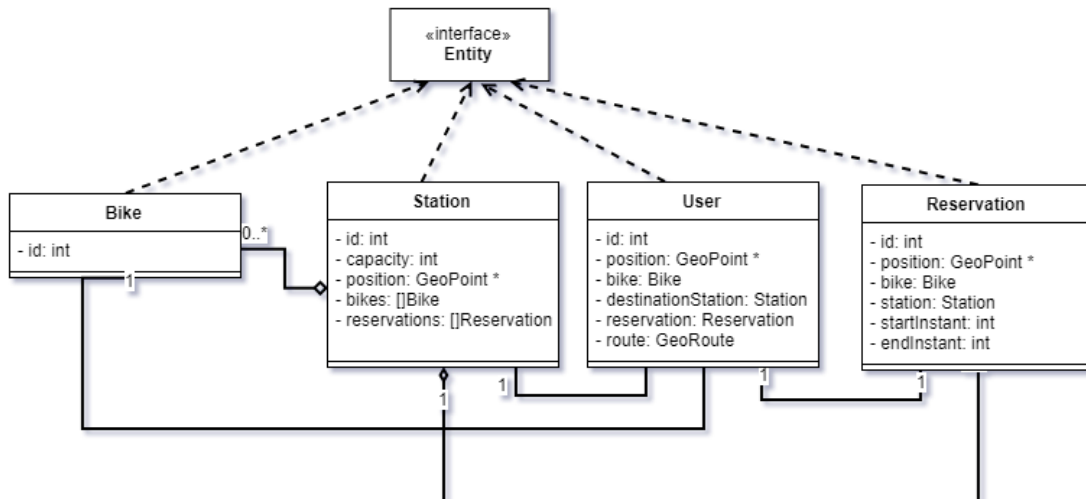 «interface»
Entity
Bike
- id: int
Station
- id: int
- capacity: int
- position: GeoPoint *
- bikes: []Bike
- reservations: []Reservation
User
- id: int
- position: GeoPoint *
- bike: Bike
- destinationStation: Station
- reservation: Reservation
- route: GeoRoute
Reservation
- id: int
- position: GeoPoint *
- bike: Bike
- station: Station
- startInstant: int
- endInstant: int
0..*
1
1
1
1
1